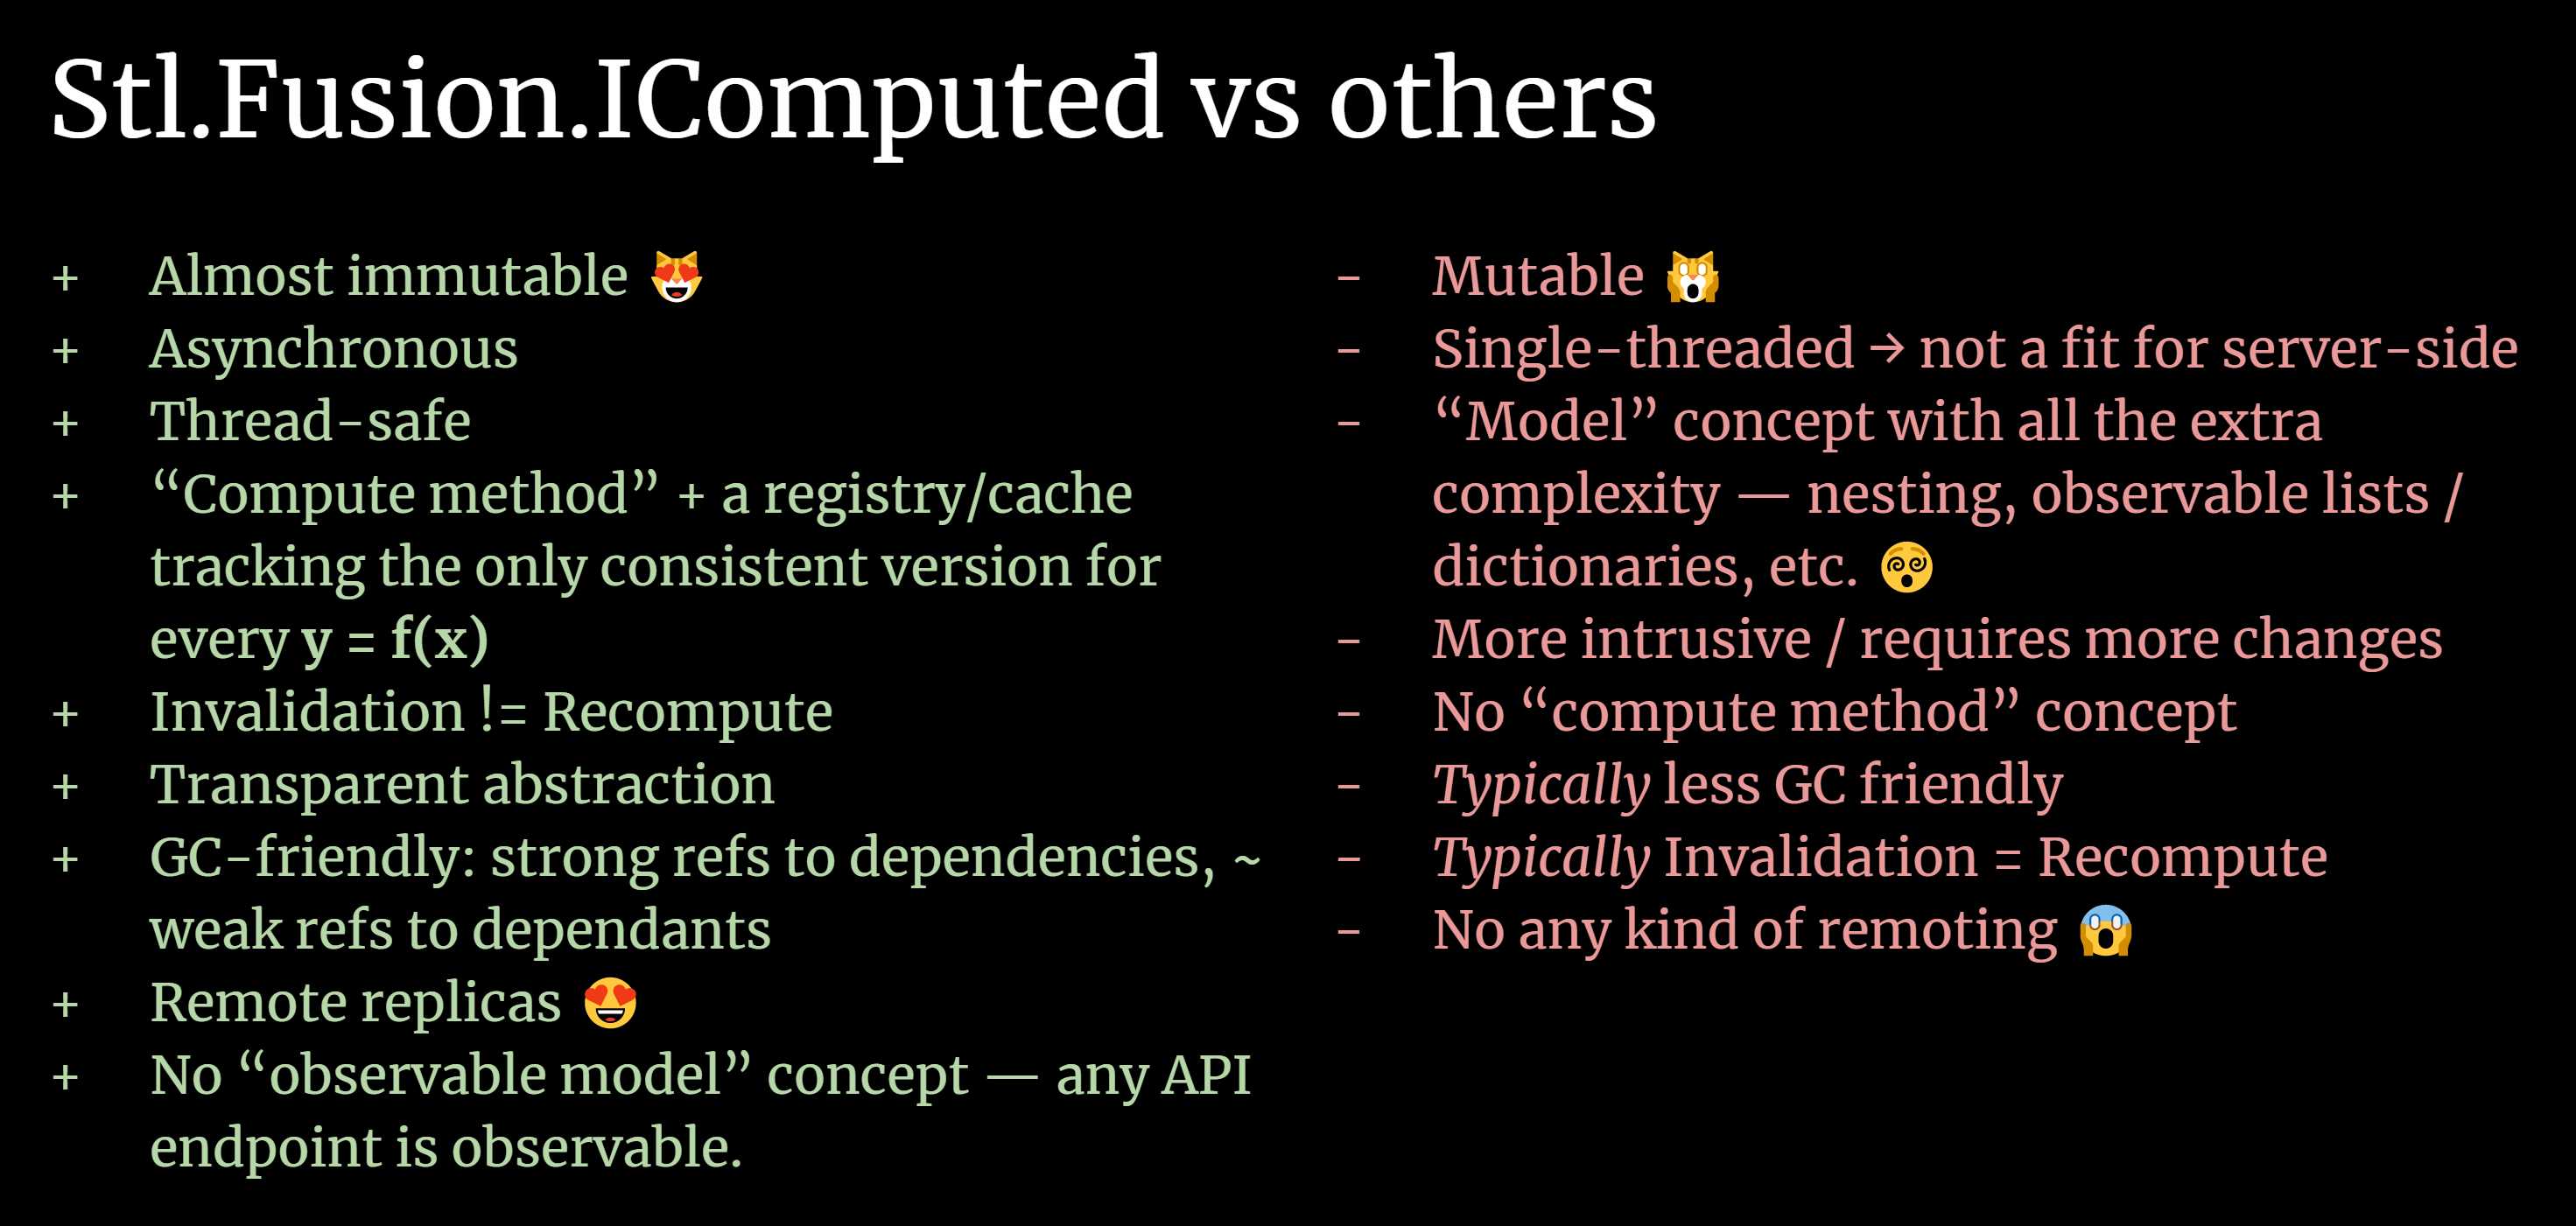 Stl.Fusion.IComputed vs others
+ Almost immutable 😻
+ Asynchronous
+ Thread-safe
+ “Compute method” + a registry/cache
tracking the only consistent version for
every y = f(x)
+ Invalidation != Recompute
+ Transparent abstraction
+ GC-friendly: strong refs to dependencies, ~
weak refs to dependants
+ Remote replicas 😍
+ No “observable model” concept — any API
endpoint is observable.
- Mutable 🙀
- Single-threaded → not a fit for server-side
- “Model” concept with all the extra
complexity — nesting, observable lists /
dictionaries, etc. 😵‍💫
- More intrusive / requires more changes
- No “compute method” concept
- Typically less GC friendly
- Typically Invalidation = Recompute
- No any kind of remoting 😱